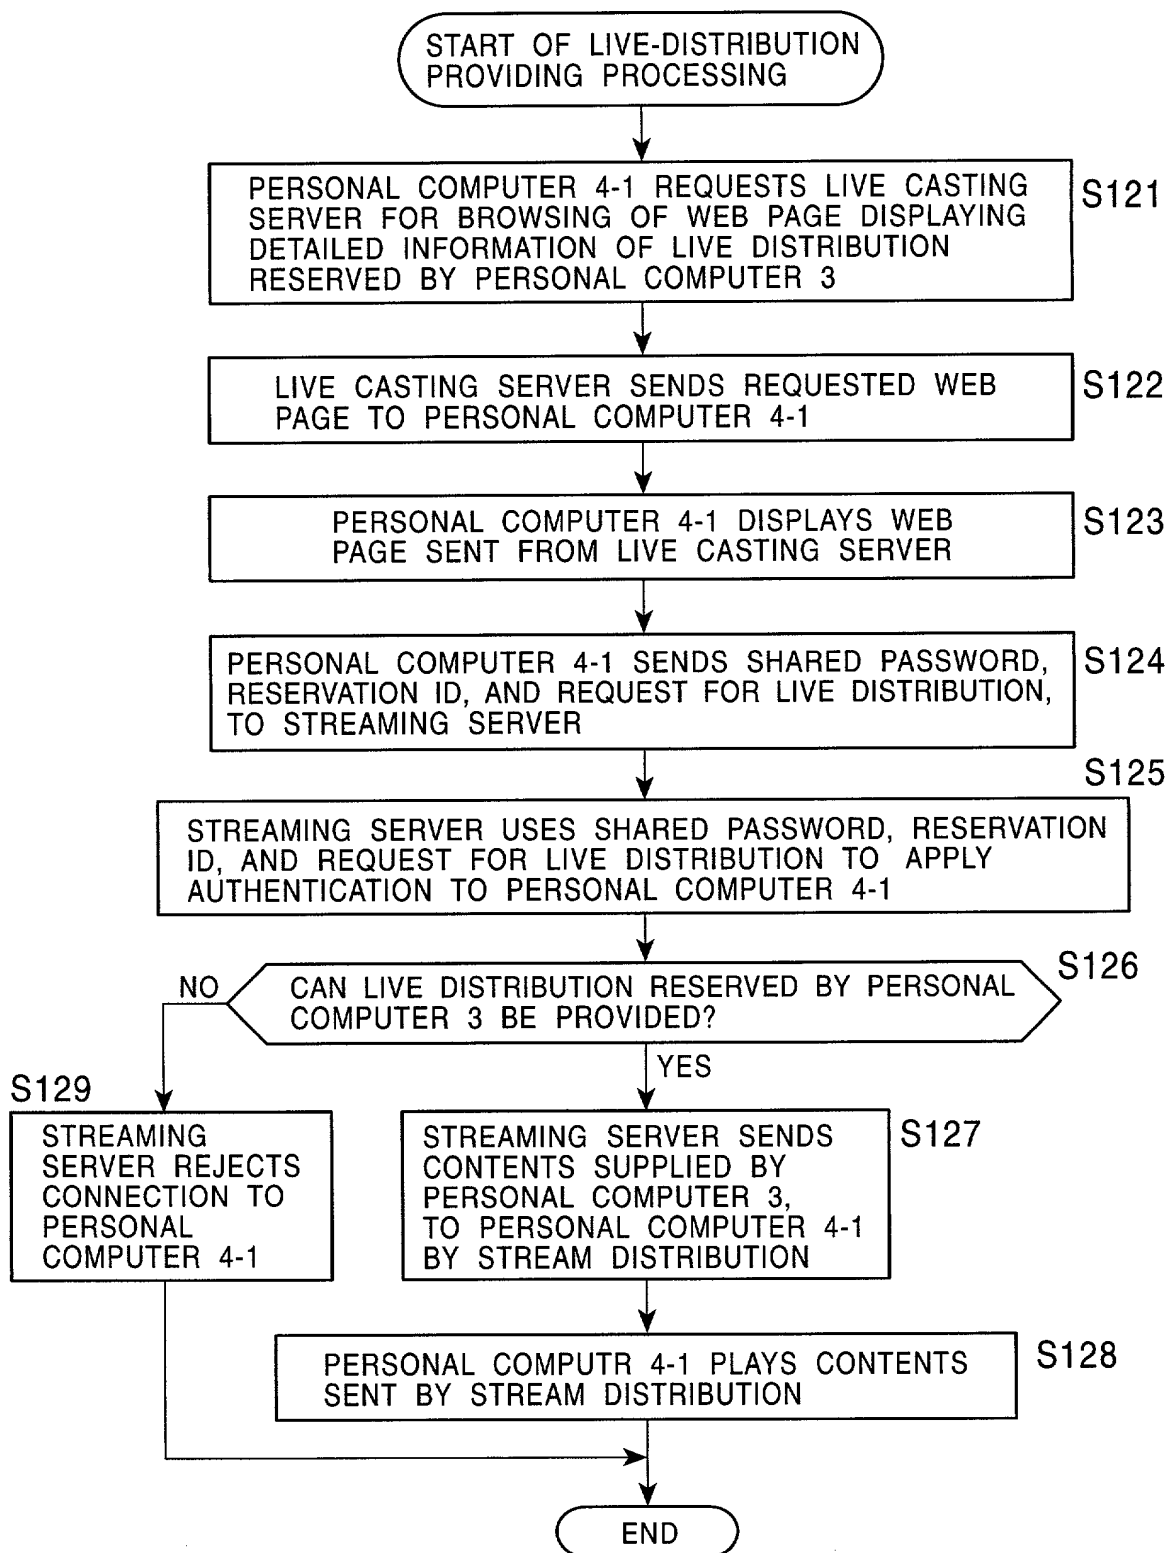 START OF LIVE-DISTRIBUTION
PROVIDING PROCESSING
PERSONAL COMPUTER 4-1 REQUESTS LIVE CASTING
SERVER FOR BROWSING OF WEB PAGE DISPLAYING
DETAILED INFORMATION OF LIVE DISTRIBUTION
RESERVED BY PERSONAL COMPUTER 3
S121
LIVE CASTING SERVER SENDS REQUESTED WEB
PAGE TO PERSONAL COMPUTER 4-1
S122
PERSONAL COMPUTER 4-1 DISPLAYS WEB
PAGE SENT FROM LIVE CASTING SERVER
S123
PERSONAL COMPUTER 4-1 SENDS SHARED PASSWORD,
RESERVATION ID, AND REQUEST FOR LIVE DISTRIBUTION,
TO STREAMING SERVER
S124
S125
STREAMING SERVER USES SHARED PASSWORD, RESERVATION
ID, AND REQUEST FOR LIVE DISTRIBUTION TO APPLY
AUTHENTICATION TO PERSONAL COMPUTER 4-1
S126
NO
CAN LIVE DISTRIBUTION RESERVED BY PERSONAL
COMPUTER 3 BE PROVIDED?
YES
S129
STREAMING
SERVER REJECTS
CONNECTION TO
PERSONAL
COMPUTER 4-1
STREAMING SERVER SENDS
CONTENTS SUPPLIED BY
PERSONAL COMPUTER 3,
TO PERSONAL COMPUTER 4-1
BY STREAM DISTRIBUTION
S127
PERSONAL COMPUTR 4-1 PLAYS CONTENTS
SENT BY STREAM DISTRIBUTION
S128
END